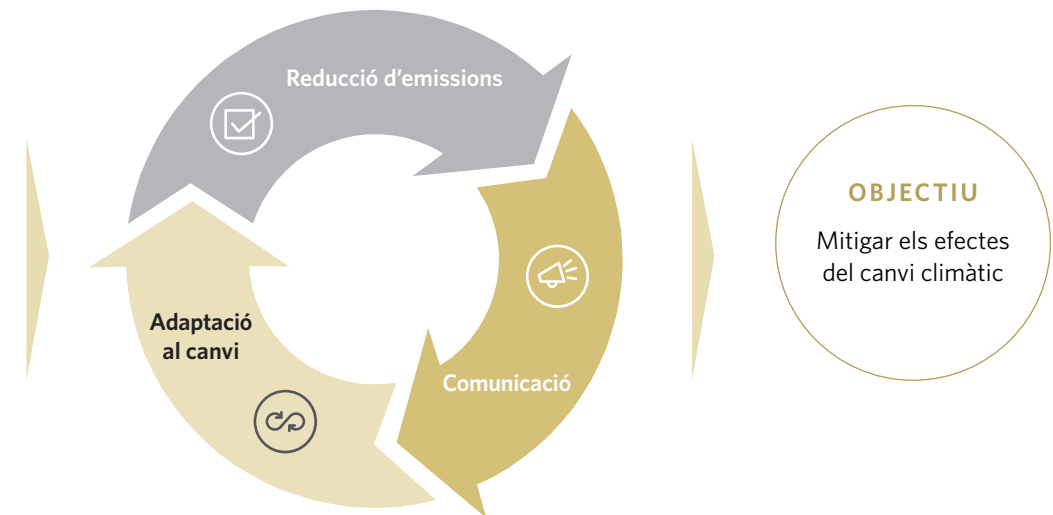 Reducció d'emissions
Comunicació
Adaptació
al canvi
OBJECTIU
Mitigar els efectes
del canvi climàtic